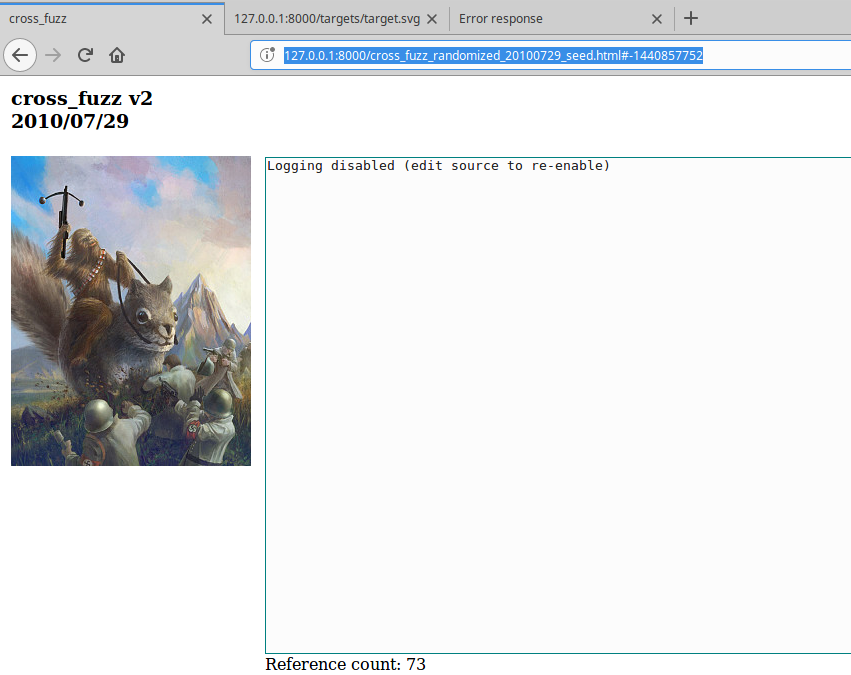 cross_fuzz
127.0.0.1:8000/targets/target.svg
Error response
127.0.0.1:8000/cross_fuzz_randomized_20100729_seed.html#-1440857752
cross_fuzz v2
2010/07/29
Logging disabled (edit source to re-enable)
Reference count: 73